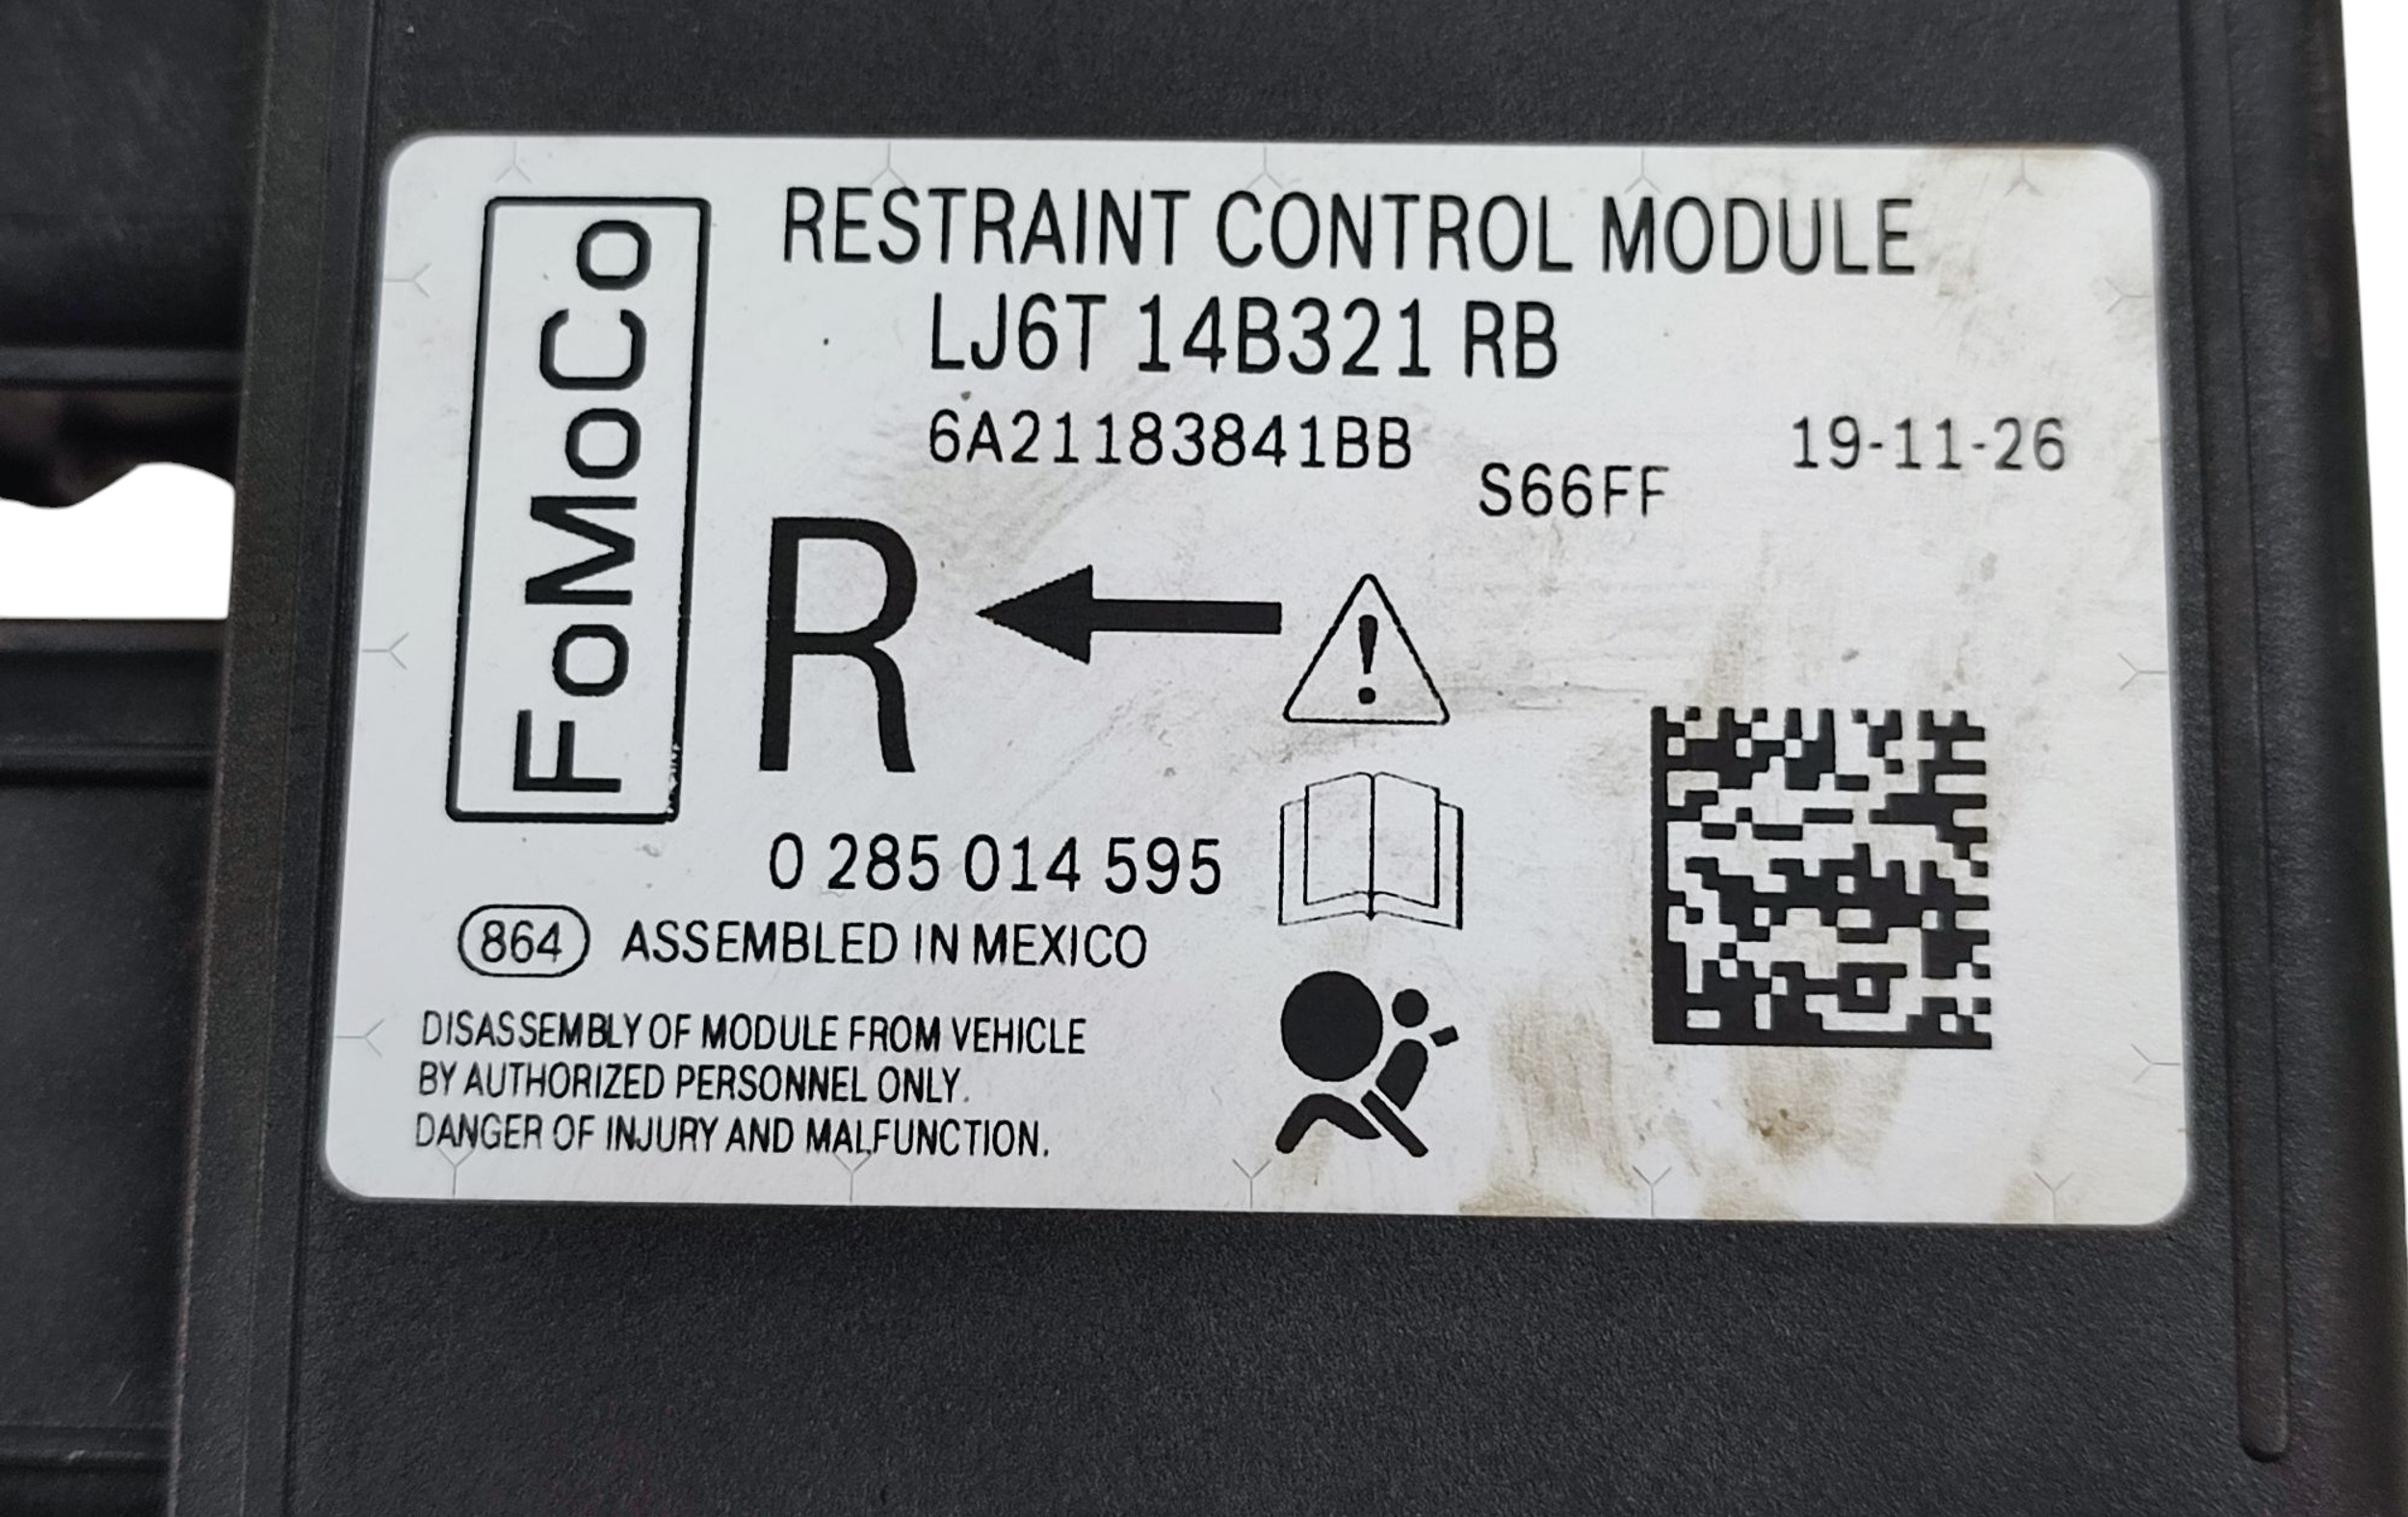 FoMoCo
RESTRAINT CONTROL MODULE
LJ6T 14B321 RB
6A21183841BB
S66FF
19-11-26
R
0 285 014 595
864 ASSEMBLED IN MEXICO
DISASSEMBLY OF MODULE FROM VEHICLE
BY AUTHORIZED PERSONNEL ONLY.
DANGER OF INJURY AND MALFUNCTION.